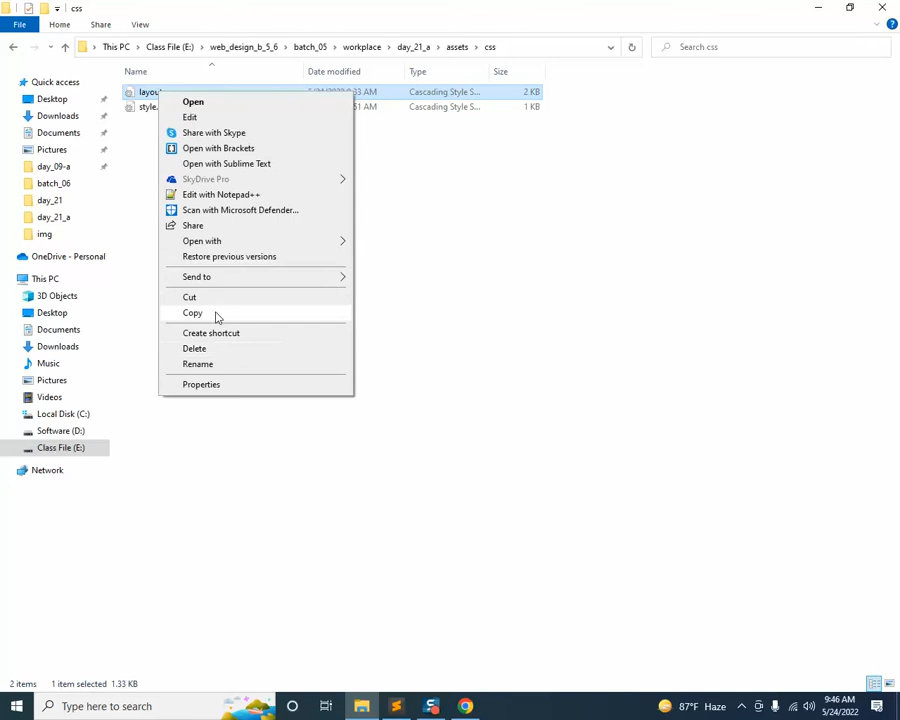 css
File Home Share View
This PC Class File (E:) web_design_b_5_6 batch_05 workplace day_21_a assets css
Search css
Name Date modified Type Size
Quick access
Desktop
Downloads
Documents
Pictures
day_09-a
batch_06
day_21
day_21_a
img
OneDrive - Personal
This PC
3D Objects
Desktop
Documents
Downloads
Music
Pictures
Videos
Local Disk (C:)
Software (D:)
Class File (E:)
Network
Cascading Style S... 2 KB
Cascading Style S... 1 KB
Open
Edit
Share with Skype
Open with Brackets
Open with Sublime Text
SkyDrive Pro
Edit with Notepad++
Scan with Microsoft Defender...
Share
Open with
Restore previous versions
Send to
Cut
Copy
Create shortcut
Delete
Rename
Properties
2 items 1 item selected 1.33 KB
Type here to search
87°F Haze
9:46 AM
5/24/2022